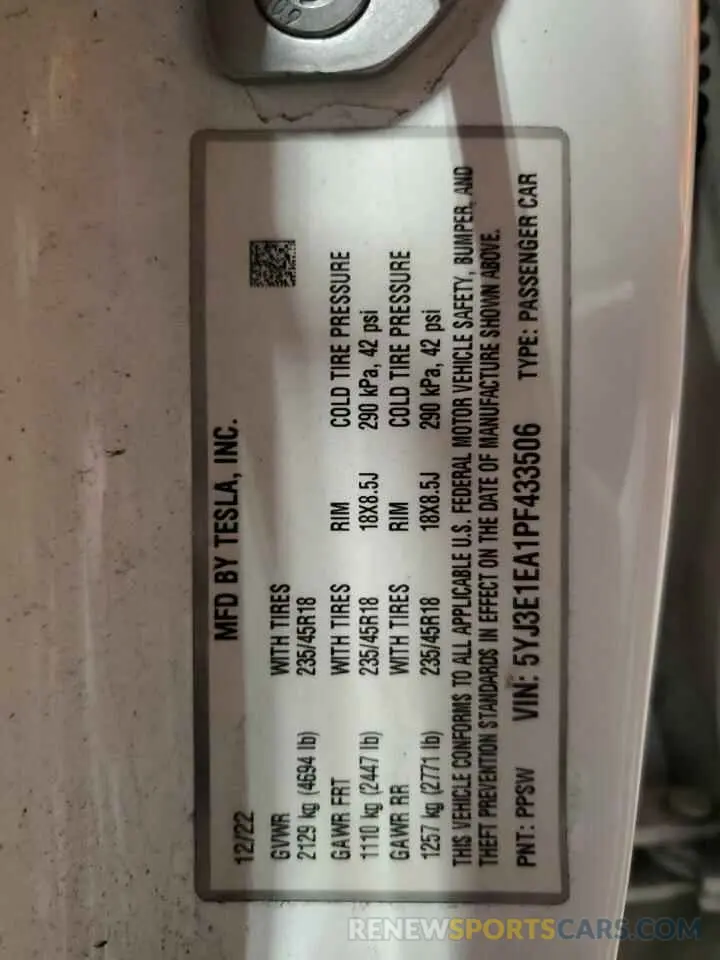 MFD BY TESLA, INC.
12/22
GVWR WITH TIRES
2129 kg (4694 lb) 235/45R18
GAWR FRT WITH TIRES RIM COLD TIRE PRESSURE
1110 kg (2447 lb) 235/45R18 18X8.5J 290 kPa, 42 psi
GAWR RR WITH TIRES RIM COLD TIRE PRESSURE
1257 kg (2771 lb) 235/45R18 18X8.5J 290 kPa, 42 psi
THIS VEHICLE CONFORMS TO ALL APPLICABLE U.S. FEDERAL MOTOR VEHICLE SAFETY, BUMPER, AND
THEFT PREVENTION STANDARDS IN EFFECT ON THE DATE OF MANUFACTURE SHOWN ABOVE.
PNT: PPSW VIN: 5YJ3E1EA1PF433506 TYPE: PASSENGER CAR
RENEWSPORTSCARS.COM